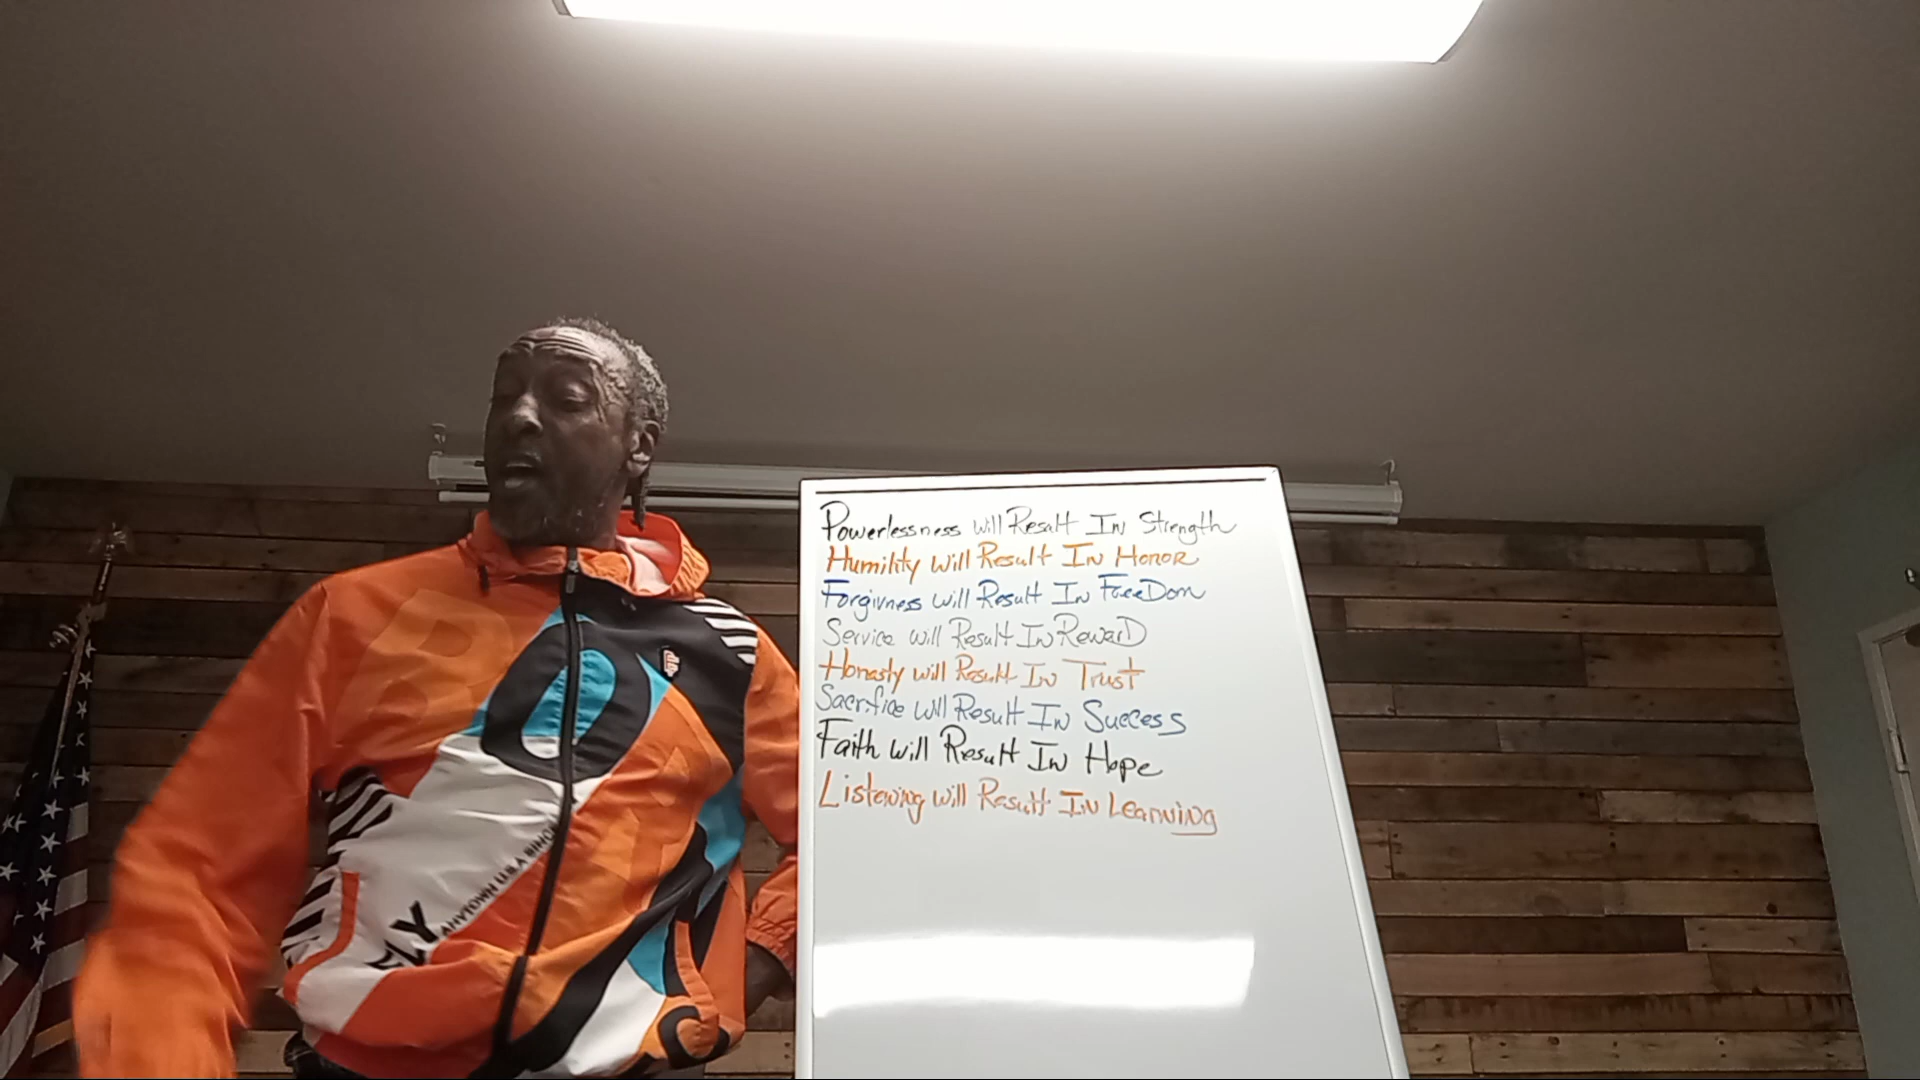 Powerlessness will Result In Strength
Humility will Result In Honor
Forgivness will Result In FreeDom
Service will Result In RewarD
Honesty will Result In Trust
Sacrifice will Result In Success
Faith will Result In Hope
Listening will Result In Learning
ANYTOWN U.S.A